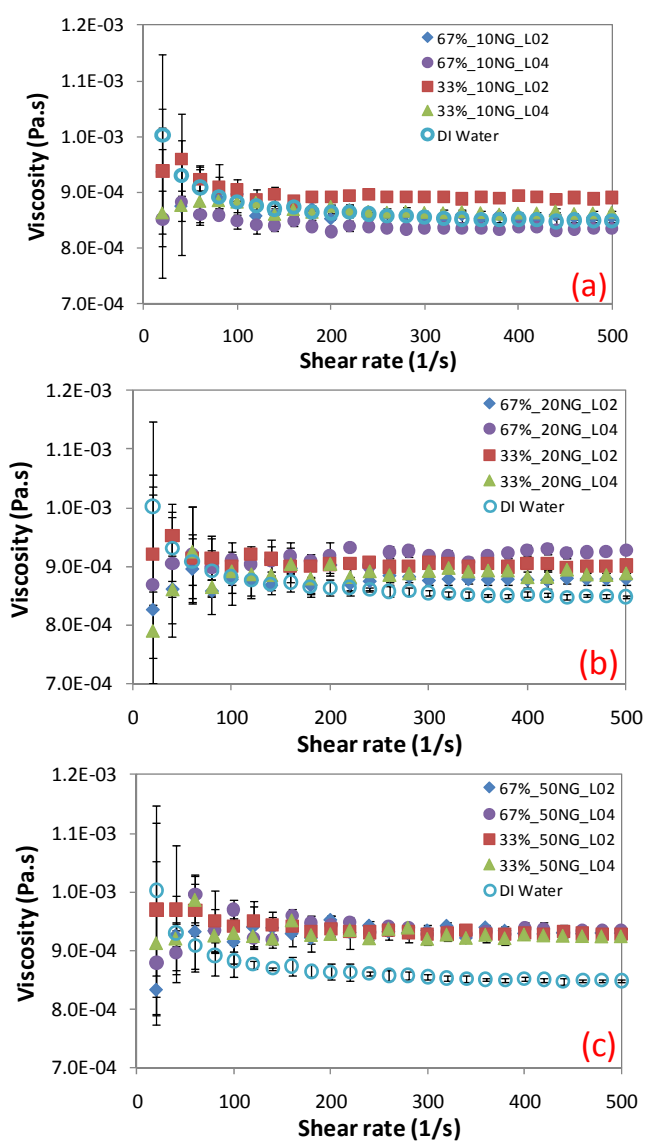 1.2E-03
1.1E-03
1.0E-03
9.0E-04
8.0E-04
7.0E-04
Viscosity (Pa.s)
67%_10NG_L02
67%_10NG_L04
33%_10NG_L02
33%_10NG_L04
DI Water
(a)
0 100 200 300 400 500
Shear rate (1/s)
1.2E-03
1.1E-03
1.0E-03
9.0E-04
8.0E-04
7.0E-04
Viscosity (Pa.s)
67%_20NG_L02
67%_20NG_L04
33%_20NG_L02
33%_20NG_L04
DI Water
(b)
0 100 200 300 400 500
Shear rate (1/s)
1.2E-03
1.1E-03
1.0E-03
9.0E-04
8.0E-04
7.0E-04
Viscosity (Pa.s)
67%_50NG_L02
67%_50NG_L04
33%_50NG_L02
33%_50NG_L04
DI Water
(c)
0 100 200 300 400 500
Shear rate (1/s)